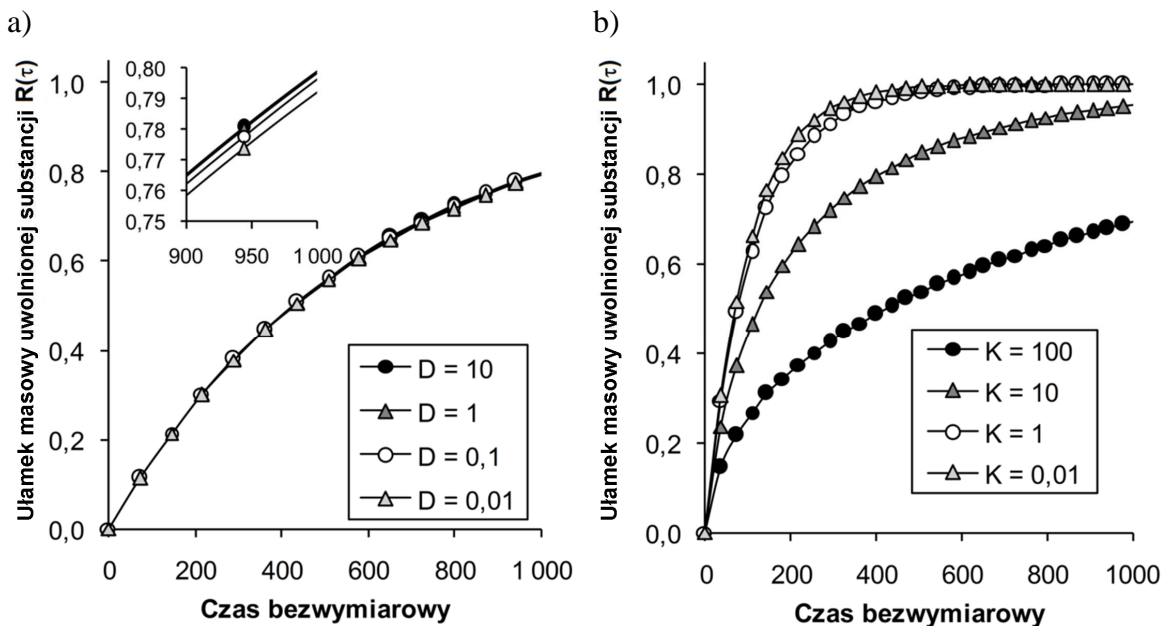 a)
Ułamek masowy uwolnionej substancji R(τ)
1,0
0,8
0,6
0,4
0,2
0,0
0,80
0,79
0,78
0,77
0,76
0,75
900 950 1000
D = 10
D = 1
D = 0,1
D = 0,01
0 200 400 600 800 1 000
Czas bezwymiarowy
b)
Ułamek masowy uwolnionej substancji R(τ)
1,0
0,8
0,6
0,4
0,2
0,0
K = 100
K = 10
K = 1
K = 0,01
0 200 400 600 800 1000
Czas bezwymiarowy